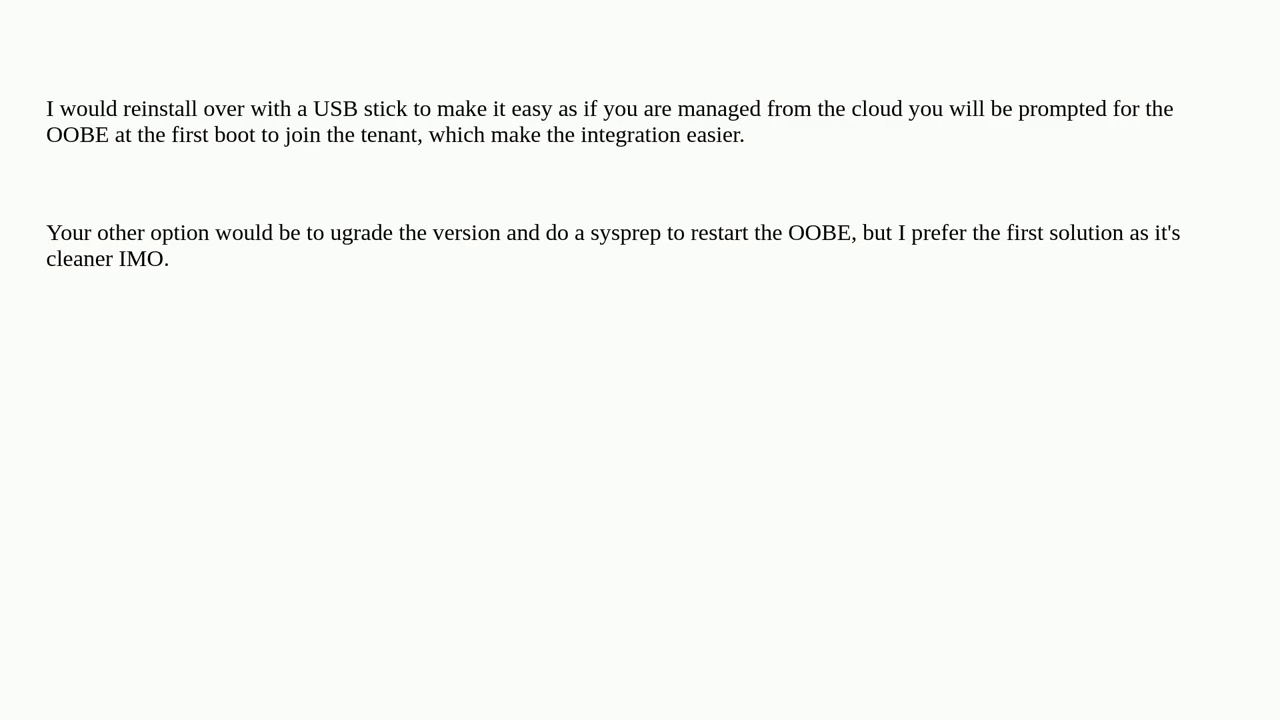 I would reinstall over with a USB stick to make it easy as if you are managed from the cloud you will be prompted for the
OOBE at the first boot to join the tenant, which make the integration easier.
Your other option would be to ugrade the version and do a sysprep to restart the OOBE, but I prefer the first solution as it's
cleaner IMO.